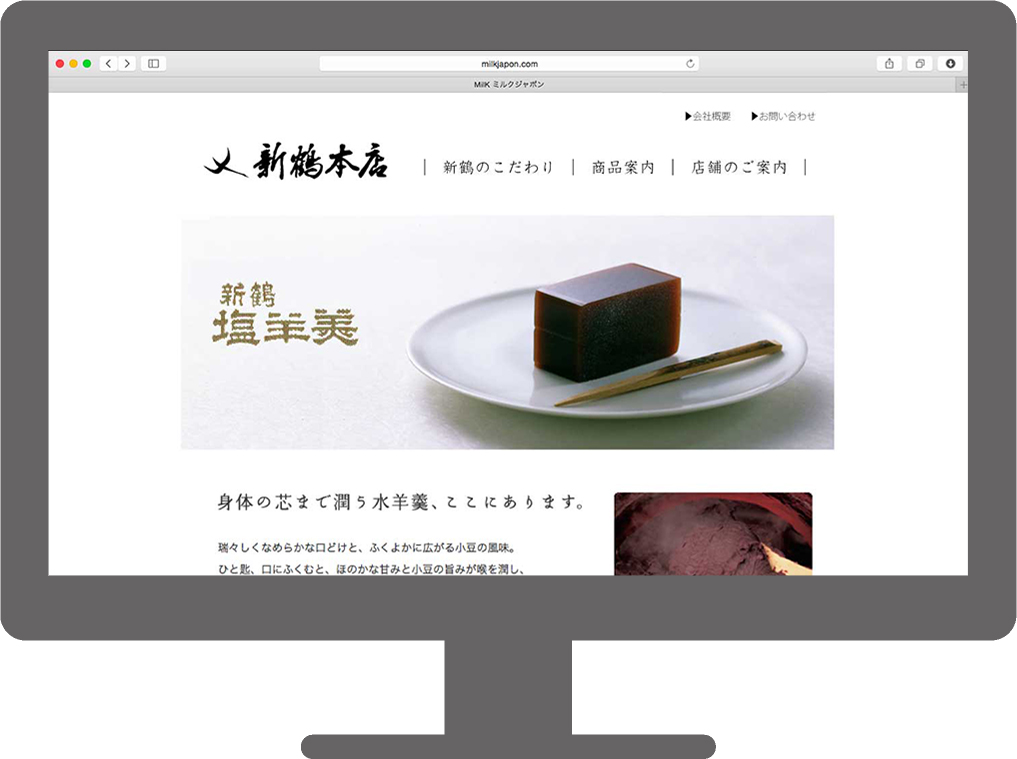 milkjapon.com
MilK ミルクジャポン
▶会社概要 ▶お問い合わせ
新鶴本店
新鶴のこだわり | 商品案内 | 店舗のご案内
新鶴
塩羊羹
身体の芯まで潤う水羊羹、ここにあります。
瑞々しくなめらかな口どけと、ふくよかに広がる小豆の風味。
ひと匙、口にふくむと、ほのかな甘みと小豆の旨みが喉を潤し、